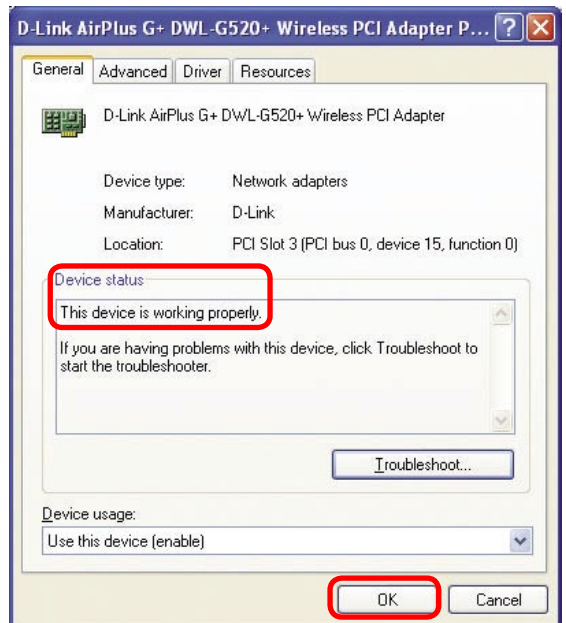 D-Link AirPlus G+ DWL-G520+ Wireless PCI Adapter P...
General Advanced Driver Resources
D-Link AirPlus G+ DWL-G520+ Wireless PCI Adapter
Device type: Network adapters
Manufacturer: D-Link
Location: PCI Slot 3 (PCI bus 0, device 15, function 0)
Device status
This device is working properly.
If you are having problems with this device, click Troubleshoot to
start the troubleshooter.
Troubleshoot...
Device usage:
Use this device (enable)
OK Cancel